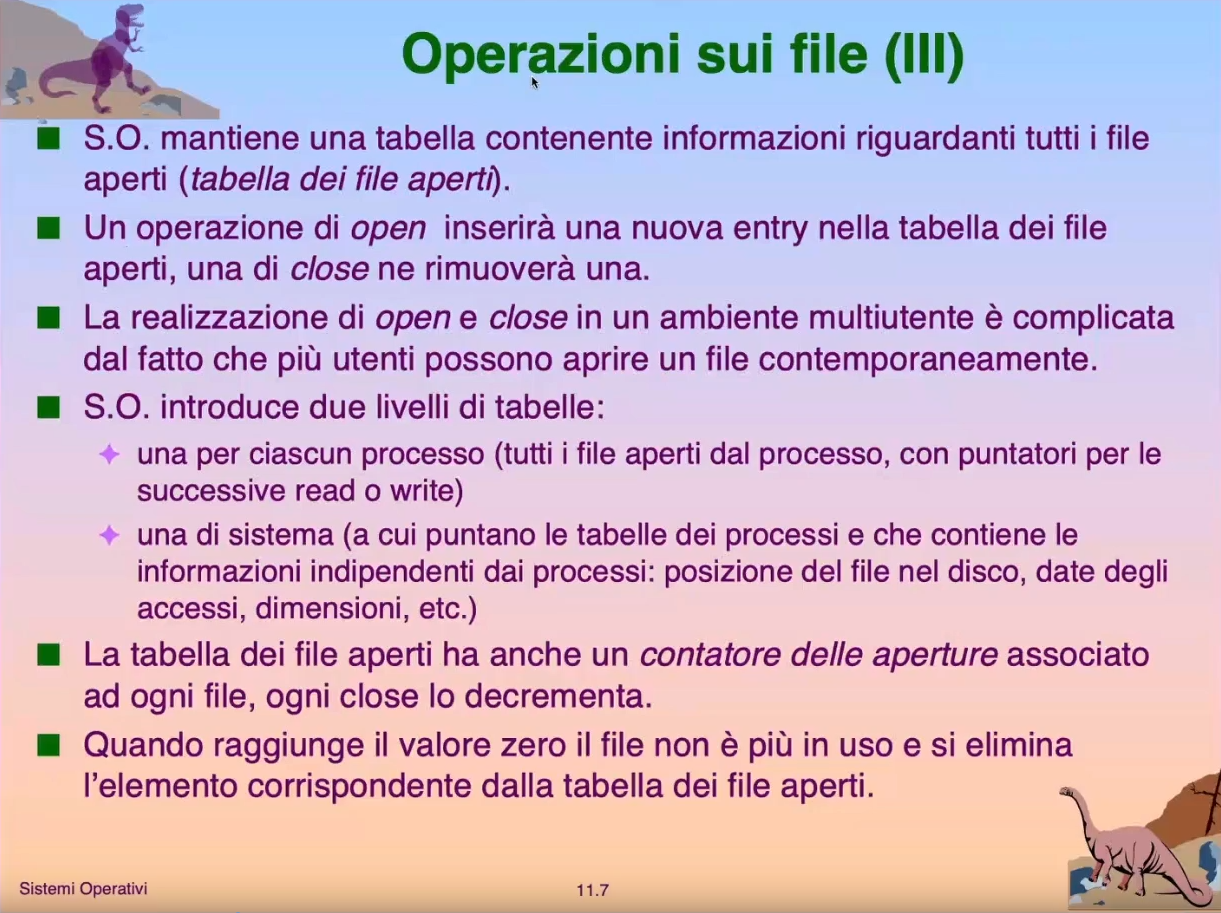 Operazioni sui file (III)
S.O. mantiene una tabella contenente informazioni riguardanti tutti i file
aperti (tabella dei file aperti).
Un operazione di open inserirà una nuova entry nella tabella dei file
aperti, una di close ne rimuoverà una.
La realizzazione di open e close in un ambiente multiutente è complicata
dal fatto che più utenti possono aprire un file contemporaneamente.
S.O. introduce due livelli di tabelle:
una per ciascun processo (tutti i file aperti dal processo, con puntatori per le
successive read o write)
una di sistema (a cui puntano le tabelle dei processi e che contiene le
informazioni indipendenti dai processi: posizione del file nel disco, date degli
accessi, dimensioni, etc.)
La tabella dei file aperti ha anche un contatore delle aperture associato
ad ogni file, ogni close lo decrementa.
Quando raggiunge il valore zero il file non è più in uso e si elimina
l'elemento corrispondente dalla tabella dei file aperti.
Sistemi Operativi
11.7